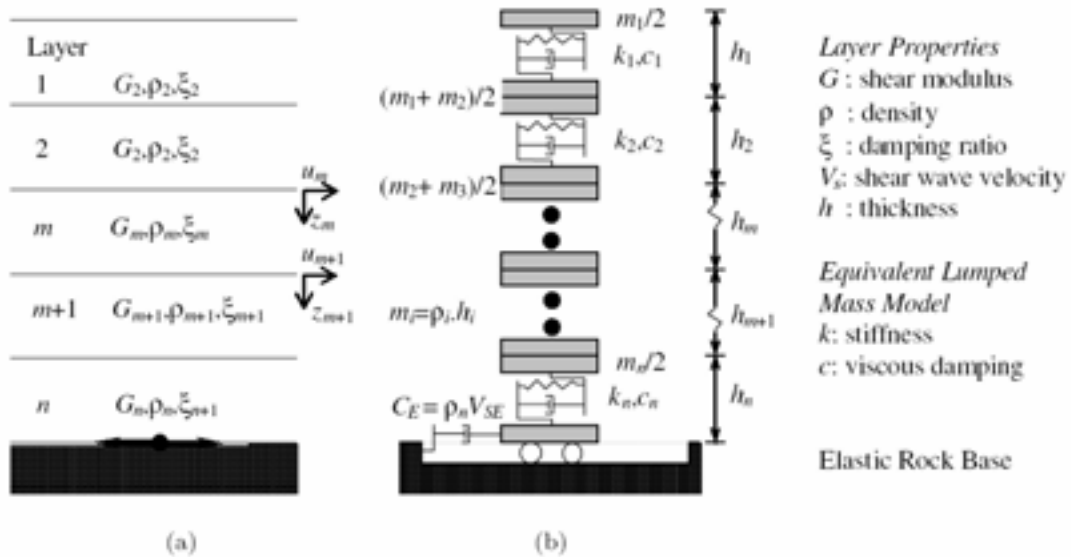 Layer
1 G₂,ρ₂,ξ₂
2 G₂,ρ₂,ξ₂
uₘ
zₘ
m Gₘ,ρₘ,ξₘ
uₘ₊₁
zₘ₊₁
m+1 Gₘ₊₁,ρₘ₊₁,ξₘ₊₁
n Gₙ,ρₙ,ξₙ₊₁
(a)
m₁/2
k₁,c₁
h₁
(m₁+ m₂)/2
k₂,c₂
h₂
(m₂+ m₃)/2
hₘ
mᵢ=ρᵢ.hᵢ
hₘ₊₁
mₙ/2
kₙ,cₙ
hₙ
C_E = ρₙV_SE
(b)
Layer Properties
G : shear modulus
ρ : density
ξ : damping ratio
Vₛ: shear wave velocity
h : thickness
Equivalent Lumped
Mass Model
k: stiffness
c: viscous damping
Elastic Rock Base